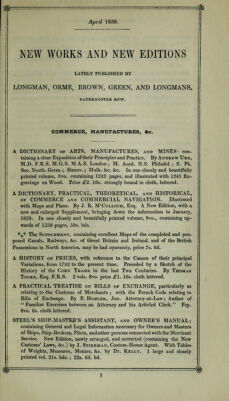 April 1839.
NEW WORKS AND NEW EDITIONS
LATELY PUBLISHED BY
LONGMAN, ORME, BROWN, GREEN, AND LONGMANS,
PATERNOSTER ROW.
COMMERCE, MANUFACTURES, &c.
A DICTIONARY OF ARTS, MANUFACTURES, AND MINES: con-
taining a clear Exposition of their Principles and Practice. By ANDREW URE,
M.D. F.R.S. M.G.S. M.A.S. London; M. Acad. N.S. Philadel.; S. Ph.
Soc. North. Germ.; Hanov.; Mulh. &c. &c. In one closely and beautifully
printed volume, 8vo. containing 1342 pages, and illustrated with 1241 En-
gravings on Wood. Price £2. 10s. strongly bound in cloth, lettered.
A DICTIONARY, PRACTICAL, THEORETICAL, AND HISTORICAL,
OF COMMERCE AND COMMERCIAL NAVIGATION. Illustrated
with Maps and Plans. By J. R. M'CULLOCH, Esq. A New Edition, with a
new and enlarged Supplement, bringing down the information to January,
1839. In one closely and beautifully printed volume, 8vo., containing up-
wards of 1350 pages, 50s. bds.
*** The SUPPLEMENT, containing excellent Maps of the completed and pro-
posed Canals, Railways, &c. of Great Britain and Ireland, and of the British
Possessions in North America, may be had separately, price 7s. 6d.
A HISTORY OF PRICES, with reference to the Causes of their principal
Variations, from 1792 to the present time. Preceded by a Sketch of the
History of the CORN TRADE in the last Two Centuries. By THOMAS
TOOKE, Esq. F.R.S. 2 vols. 8vo. price £1. 16s. cloth lettered.
A PRACTICAL TREATISE ON BILLS OF EXCHANGE, particularly as
relating to the Customs of Merchants; with the French Code relating to
Bills of Exchange. By F. HOBLER, Jun. Attorney-at-Law; Author of
"Familiar Exercises between an Attorney and his Articled Clerk." Fcp.
8vo. 6s. cloth lettered.
STEEL'S SHIP-MASTER'S ASSISTANT, AND OWNER'S MANUAL;
containing General and Legal Information necessary for Owners and Masters
of Ships, Ship-Brokers, Pilots, and other persons connected with the Merchant
Service. New Edition, newly arranged, and corrected (containing the New
Customs' Laws, &c.) by J. STIKEMAN, Custom-House Agent. With Tables
of Weights, Measures, Monies, &c. by Dr. KELLY. 1 large and closely
printed vol. 21s. bds.; 22s. 6d. bd.
1